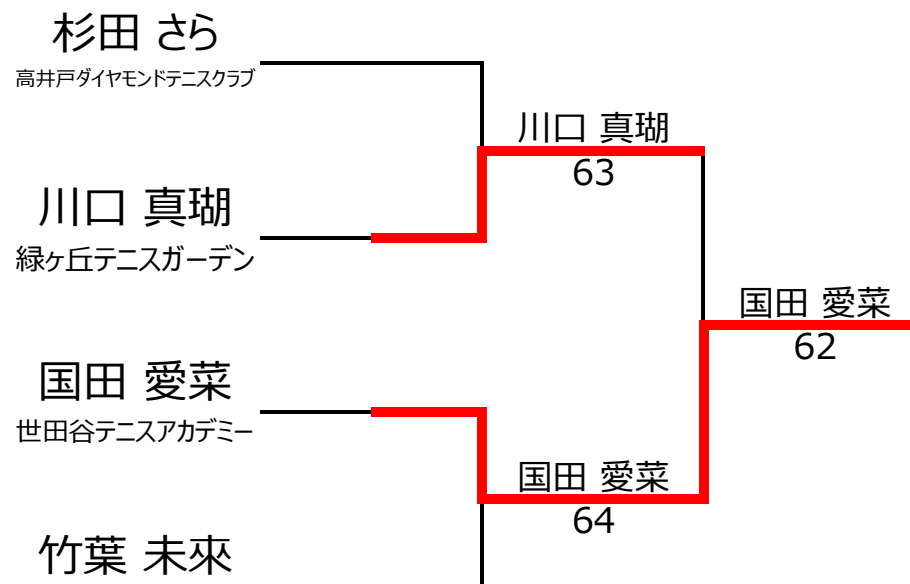 杉田 さら
高井戸ダイヤモンドテニスクラブ
川口 真瑚
63
川口 真瑚
緑ヶ丘テニスガーデン
国田 愛菜
62
国田 愛菜
世田谷テニスアカデミー
国田 愛菜
64
竹葉 未來